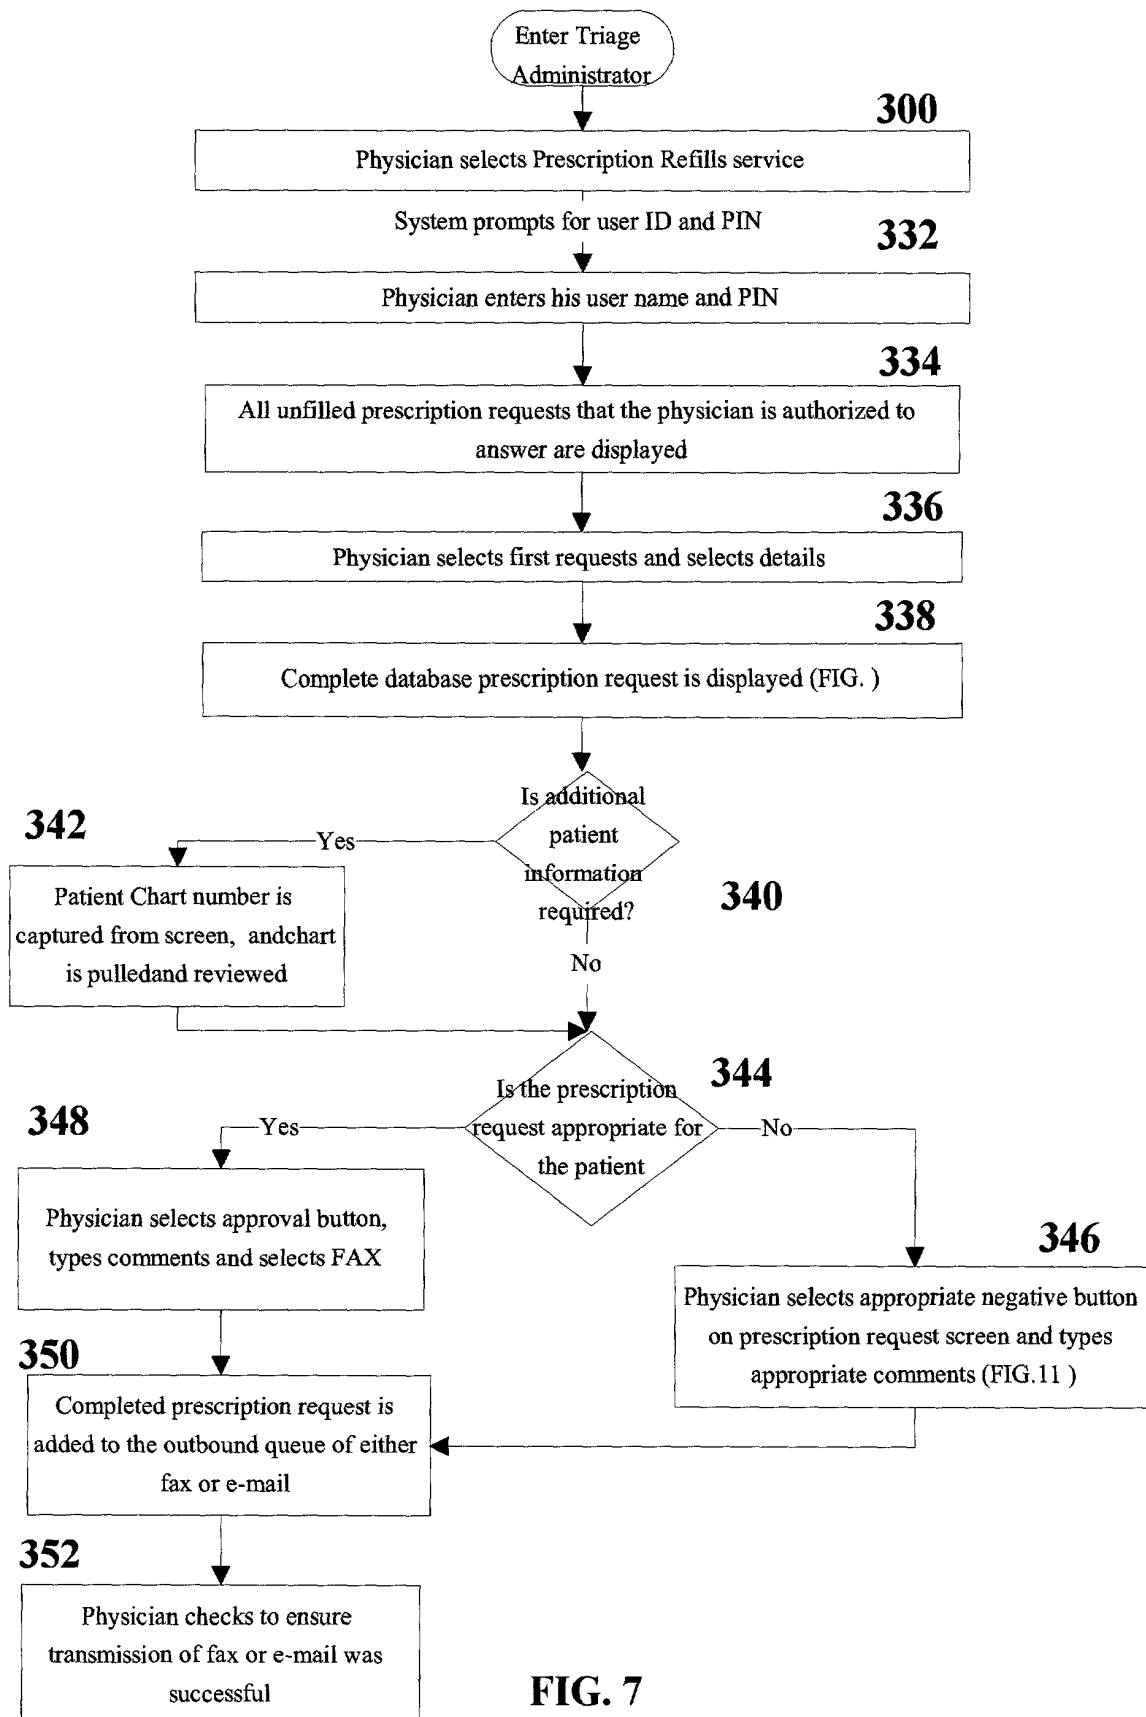 Enter Triage
Administrator
300
Physician selects Prescription Refills service
System prompts for user ID and PIN
332
Physician enters his user name and PIN
334
All unfilled prescription requests that the physician is authorized to
answer are displayed
336
Physician selects first requests and selects details
338
Complete database prescription request is displayed (FIG. )
Is additional
patient
information
required?
340
Yes
No
342
Patient Chart number is
captured from screen, andchart
is pulledand reviewed
344
Is the prescription
request appropriate for
the patient
Yes
No
348
Physician selects approval button,
types comments and selects FAX
346
Physician selects appropriate negative button
on prescription request screen and types
appropriate comments (FIG.11 )
350
Completed prescription request is
added to the outbound queue of either
fax or e-mail
352
Physician checks to ensure
transmission of fax or e-mail was
successful
FIG. 7